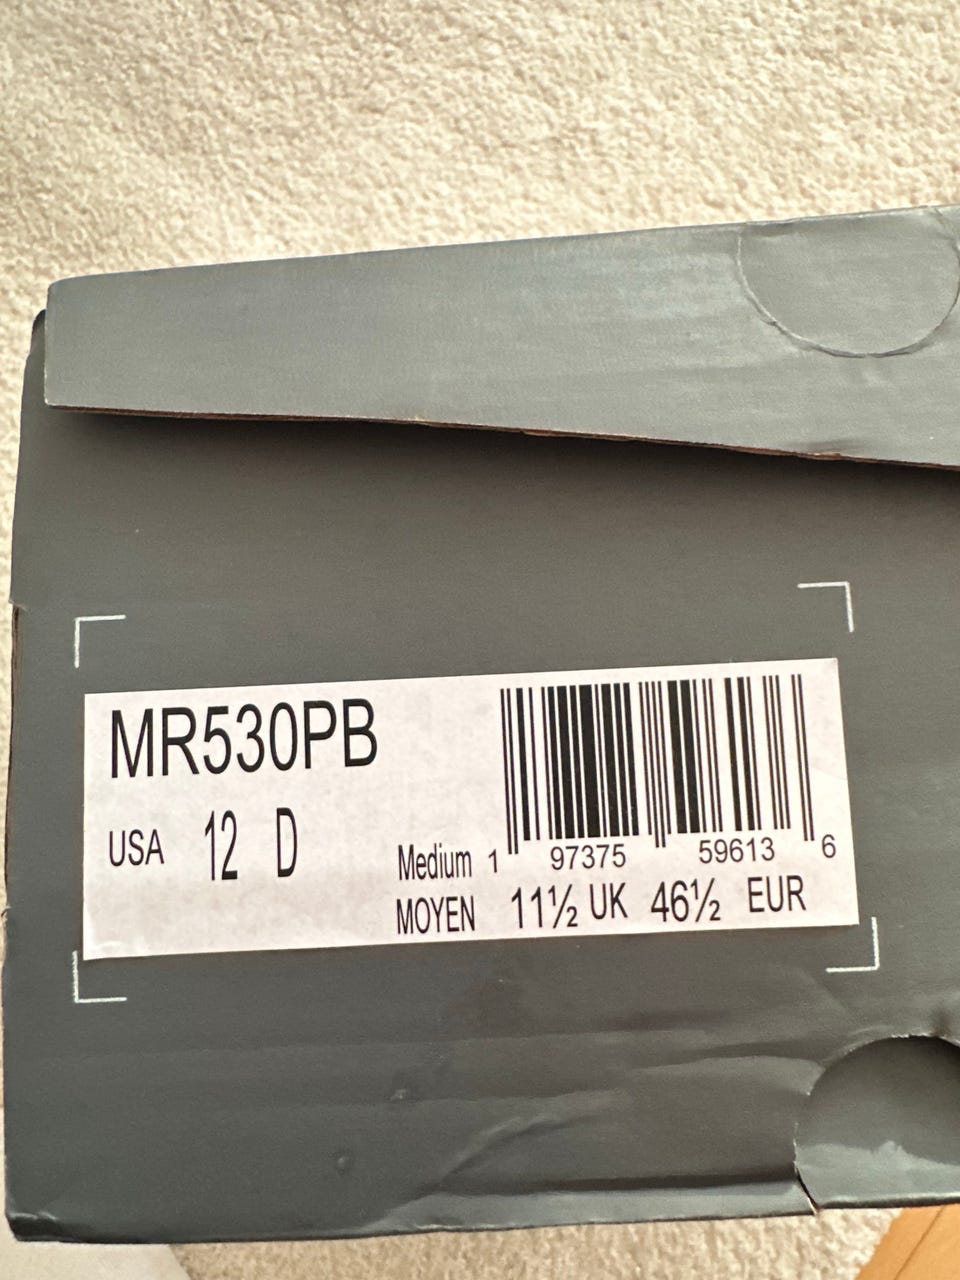 MR530PB
USA 12 D
Medium 1 97375 59613 6
MOYEN 11½ UK 46½ EUR